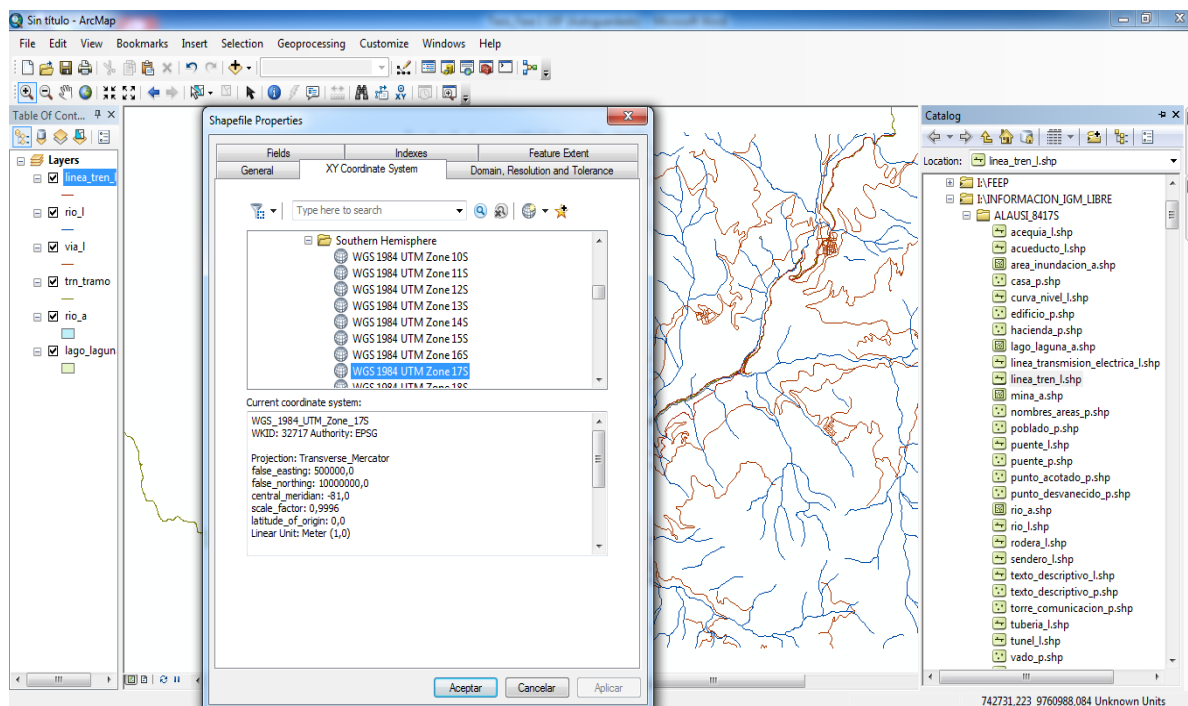 Sin título - ArcMap
File Edit View Bookmarks Insert Selection Geoprocessing Customize Windows Help
Table Of Cont...
Layers
linea_tren_l
rio_l
via_l
trn_tramo
rio_a
lago_lagun
Shapefile Properties
Fields Indexes Feature Extent
General XY Coordinate System Domain, Resolution and Tolerance
Type here to search
Southern Hemisphere
WGS 1984 UTM Zone 10S
WGS 1984 UTM Zone 11S
WGS 1984 UTM Zone 12S
WGS 1984 UTM Zone 13S
WGS 1984 UTM Zone 14S
WGS 1984 UTM Zone 15S
WGS 1984 UTM Zone 16S
WGS 1984 UTM Zone 17S
WGS 1984 UTM Zone 18S
Current coordinate system:
WGS_1984_UTM_Zone_17S
WKID: 32717 Authority: EPSG
Projection: Transverse_Mercator
false_easting: 500000,0
false_northing: 10000000,0
central_meridian: -81,0
scale_factor: 0,9996
latitude_of_origin: 0,0
Linear Unit: Meter (1,0)
Aceptar Cancelar Aplicar
Catalog
Location: linea_tren_l.shp
I:\FEEP
I:\INFORMACION_IGM_LIBRE
ALAUSI_8417S
acequia_l.shp
acueducto_l.shp
area_inundacion_a.shp
casa_p.shp
curva_nivel_l.shp
edificio_p.shp
hacienda_p.shp
lago_laguna_a.shp
linea_transmision_electrica_l.shp
linea_tren_l.shp
mina_a.shp
nombres_areas_p.shp
poblado_p.shp
puente_l.shp
puente_p.shp
punto_acotado_p.shp
punto_desvanecido_p.shp
rio_a.shp
rio_l.shp
rodera_l.shp
sendero_l.shp
texto_descriptivo_l.shp
texto_descriptivo_p.shp
torre_comunicacion_p.shp
tuberia_l.shp
tunel_l.shp
vado_p.shp
742731,223 9760988,084 Unknown Units